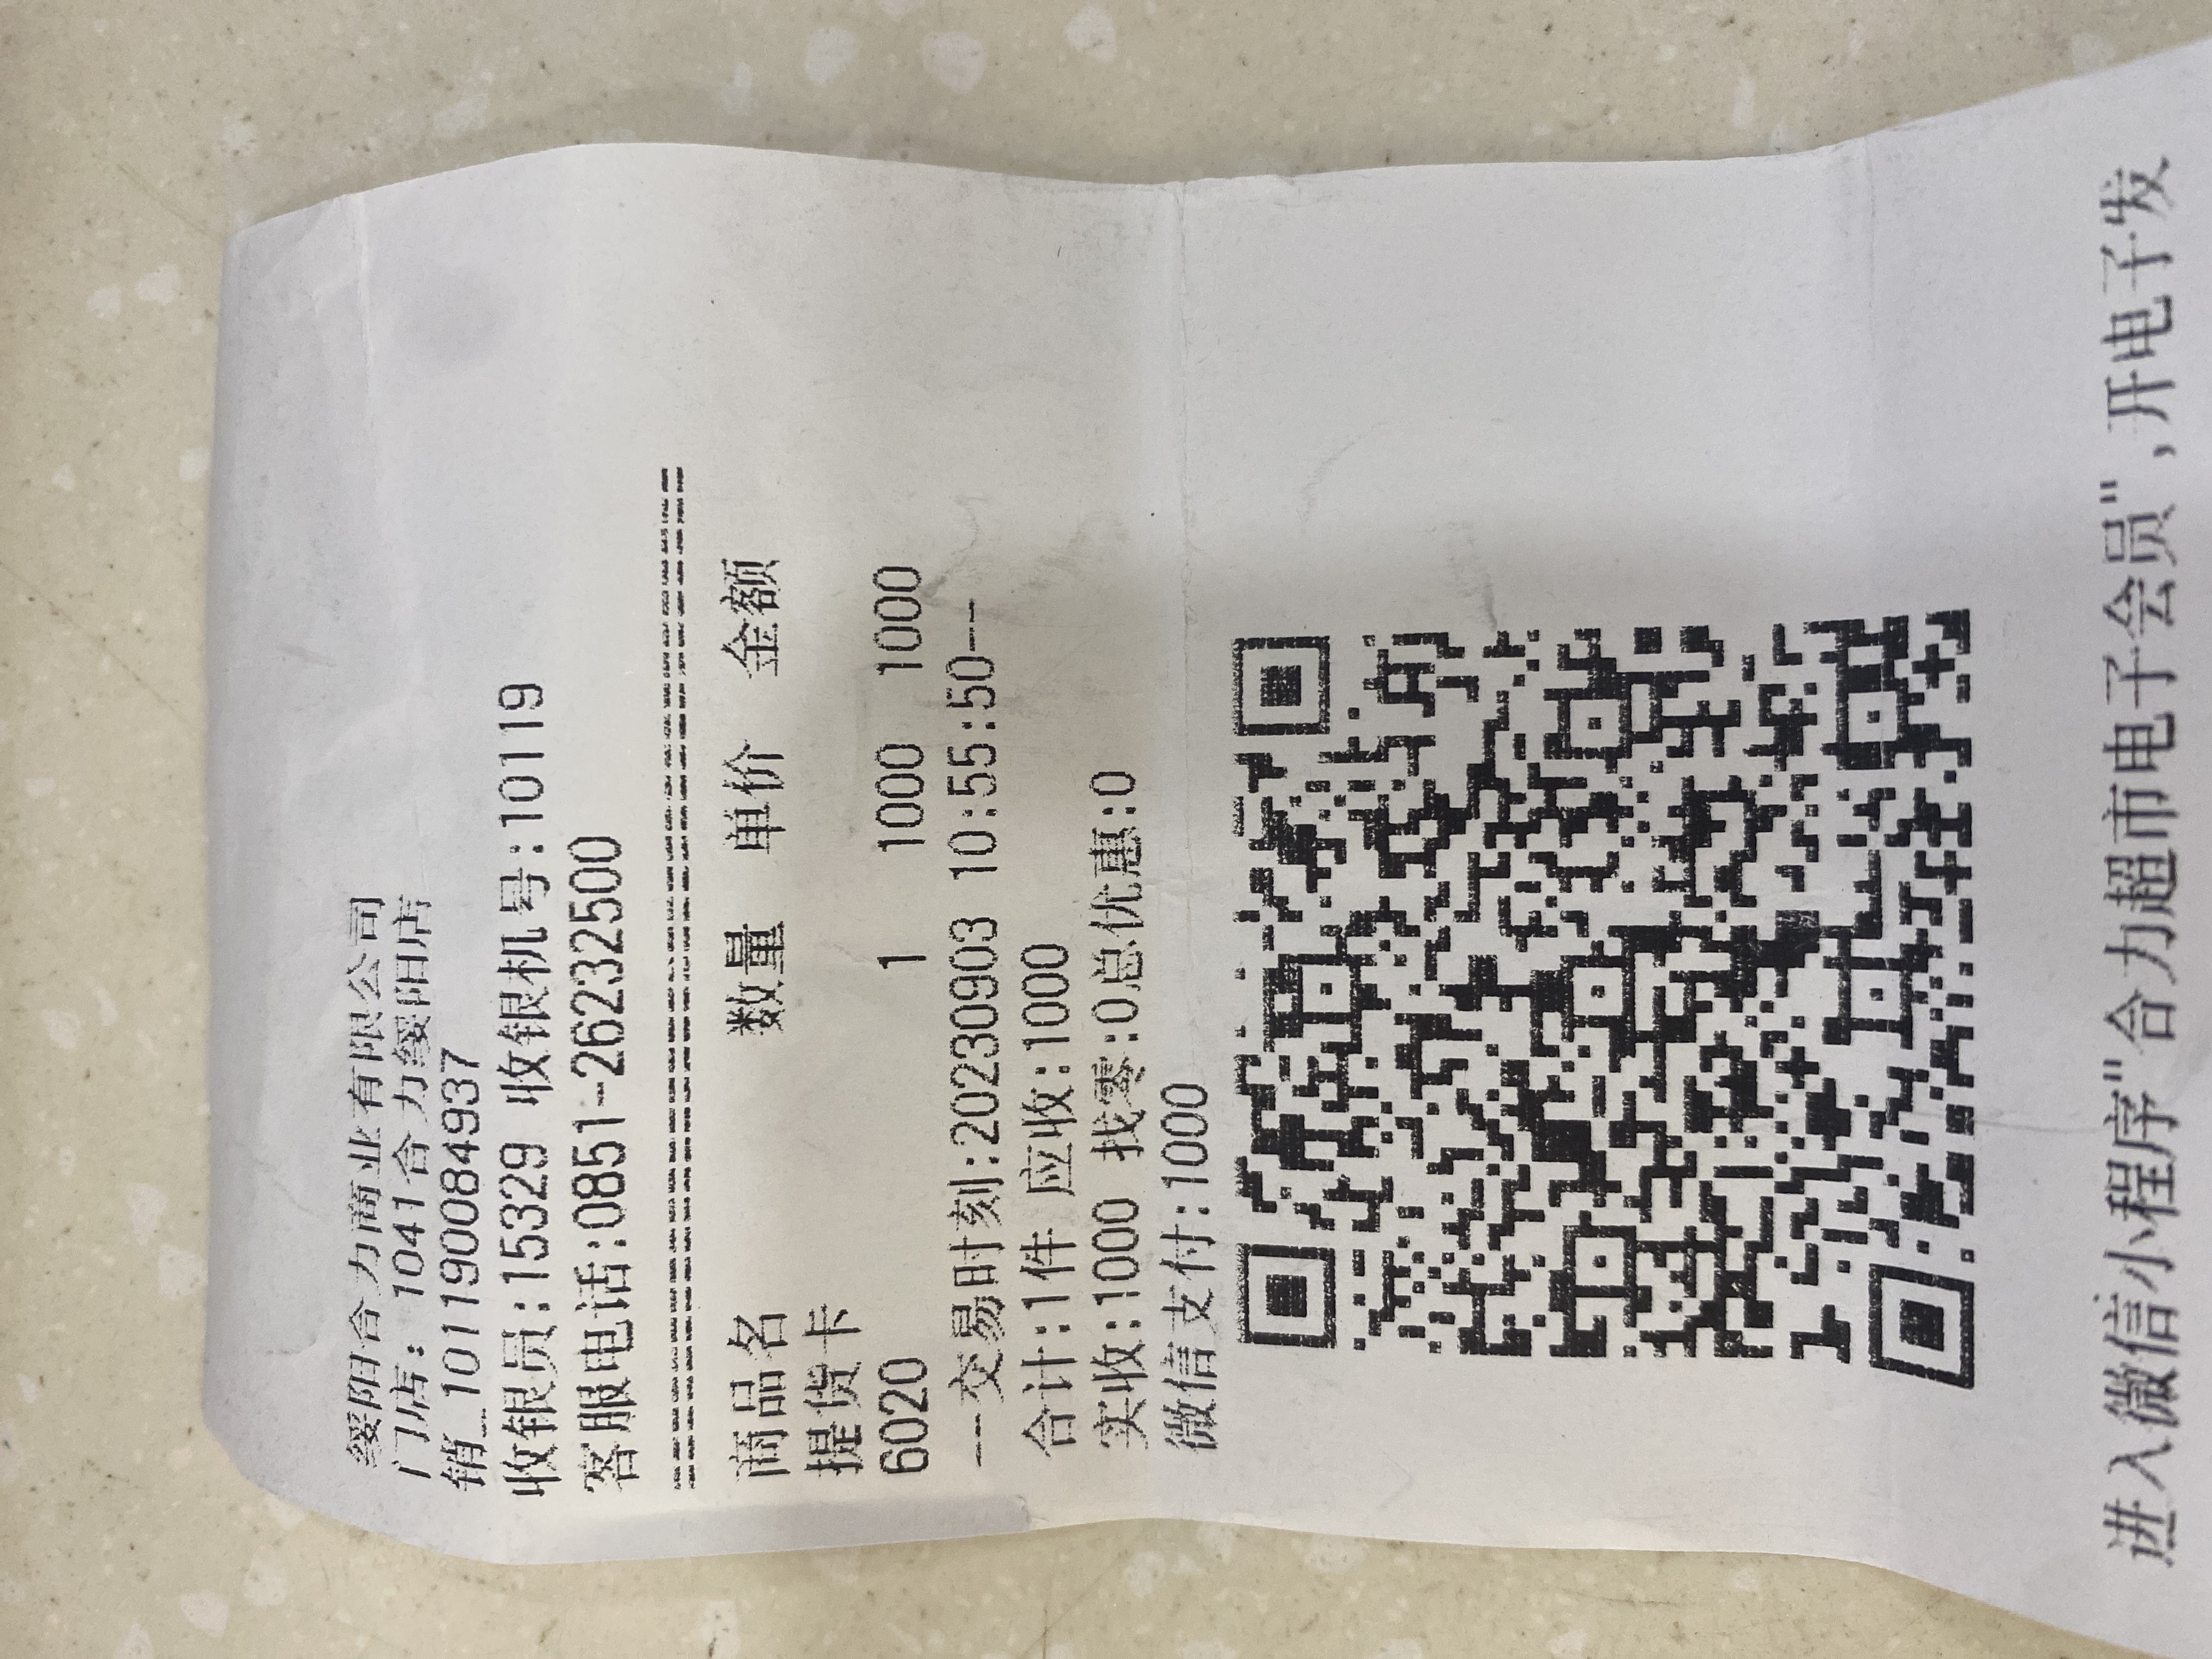 绥阳合力商业有限公司
门店: 1041合力绥阳店
销_101190084937
收银员:15329 收银机号:10119
客服电话:0851-26232500
================================
商品名 数量 单价 金额
提货卡
6020 1 1000 1000
--交易时刻:20230903 10:55:50--
合计:1件 应收:1000
实收:1000 找零:0总优惠:0
微信支付:1000
进入微信小程序"合力超市电子会员",开电子发